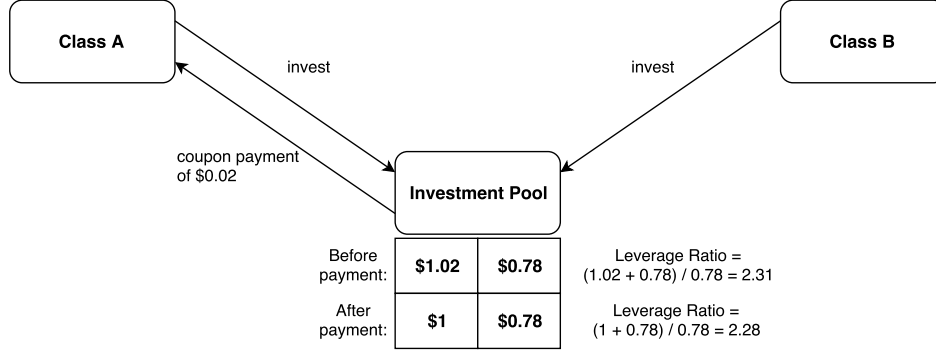 Class A
Class B
invest
invest
coupon payment
of $0.02
Investment Pool
Before
payment:
$1.02
$0.78
Leverage Ratio =
(1.02 + 0.78) / 0.78 = 2.31
After
payment:
$1
$0.78
Leverage Ratio =
(1 + 0.78) / 0.78 = 2.28